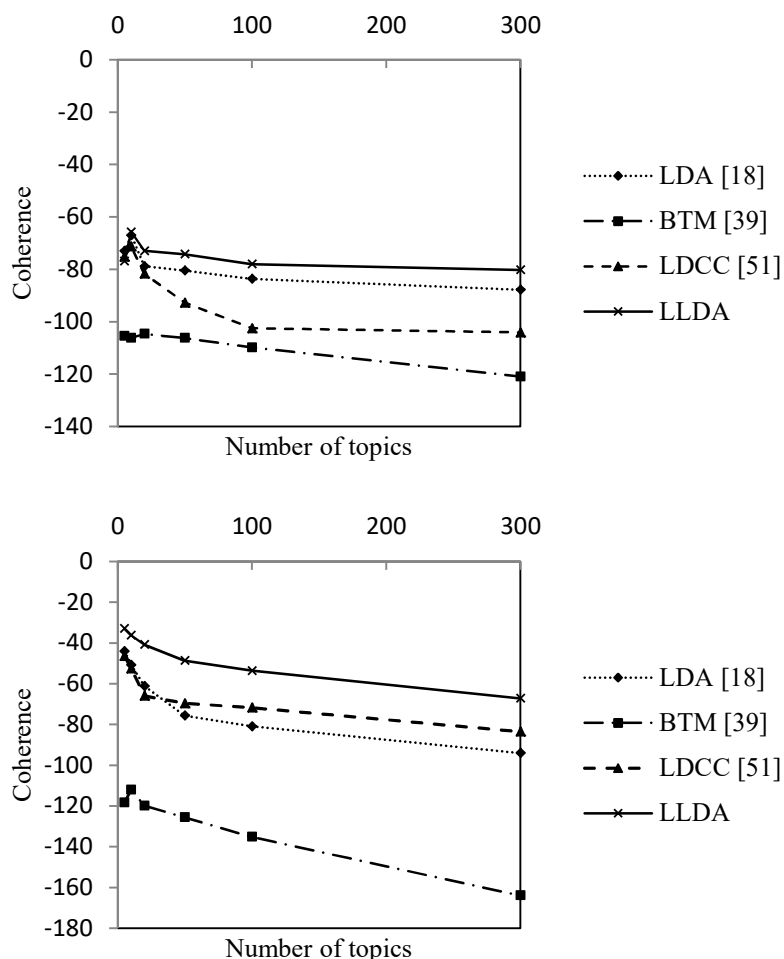 0 100 200 300
0
-20
-40
-60
-80
-100
-120
-140
Coherence
Number of topics
LDA [18]
BTM [39]
LDCC [51]
LLDA
0 100 200 300
0
-20
-40
-60
-80
-100
-120
-140
-160
-180
Coherence
Number of topics
LDA [18]
BTM [39]
LDCC [51]
LLDA